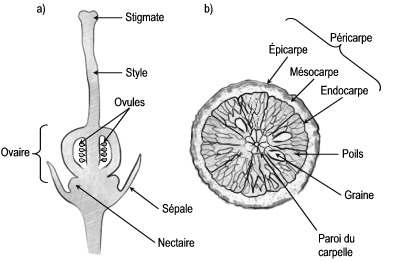 a)
Stigmate
Style
Ovules
Ovaire
Sépale
Nectaire
b)
Péricarpe
Épicarpe
Mésocarpe
Endocarpe
Poils
Graine
Paroi du
carpelle